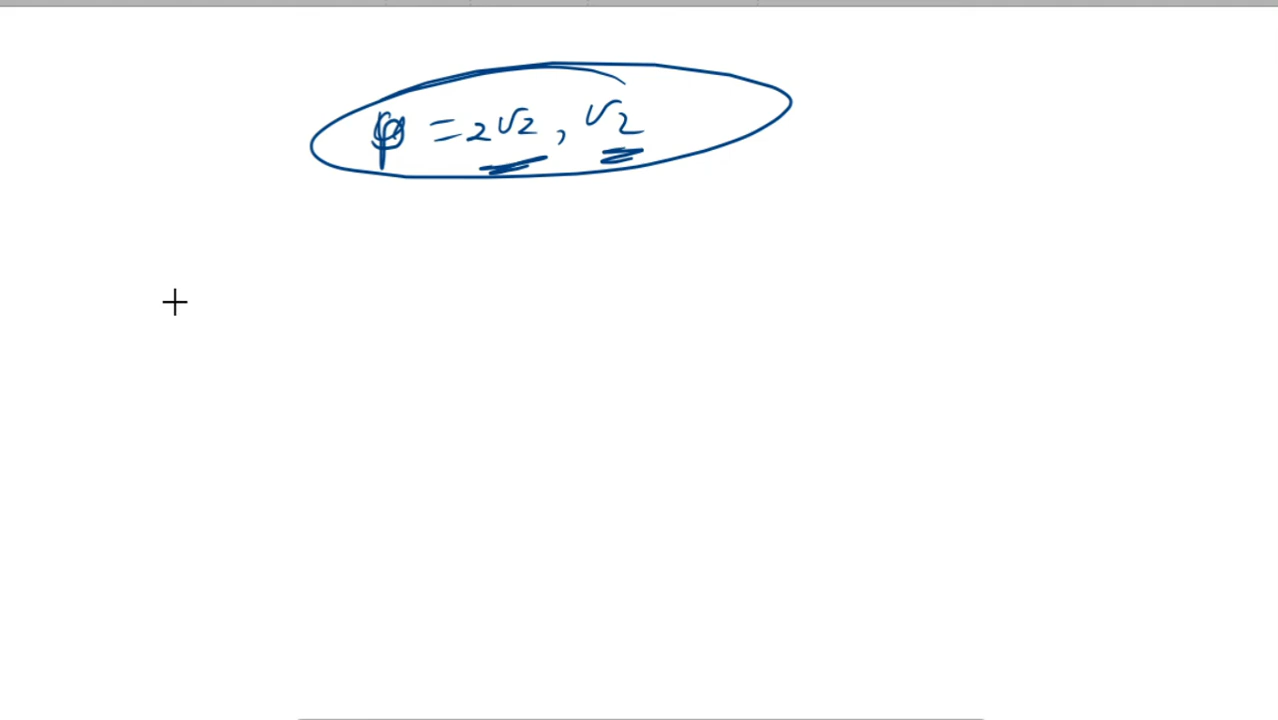 p = 2√2, √2